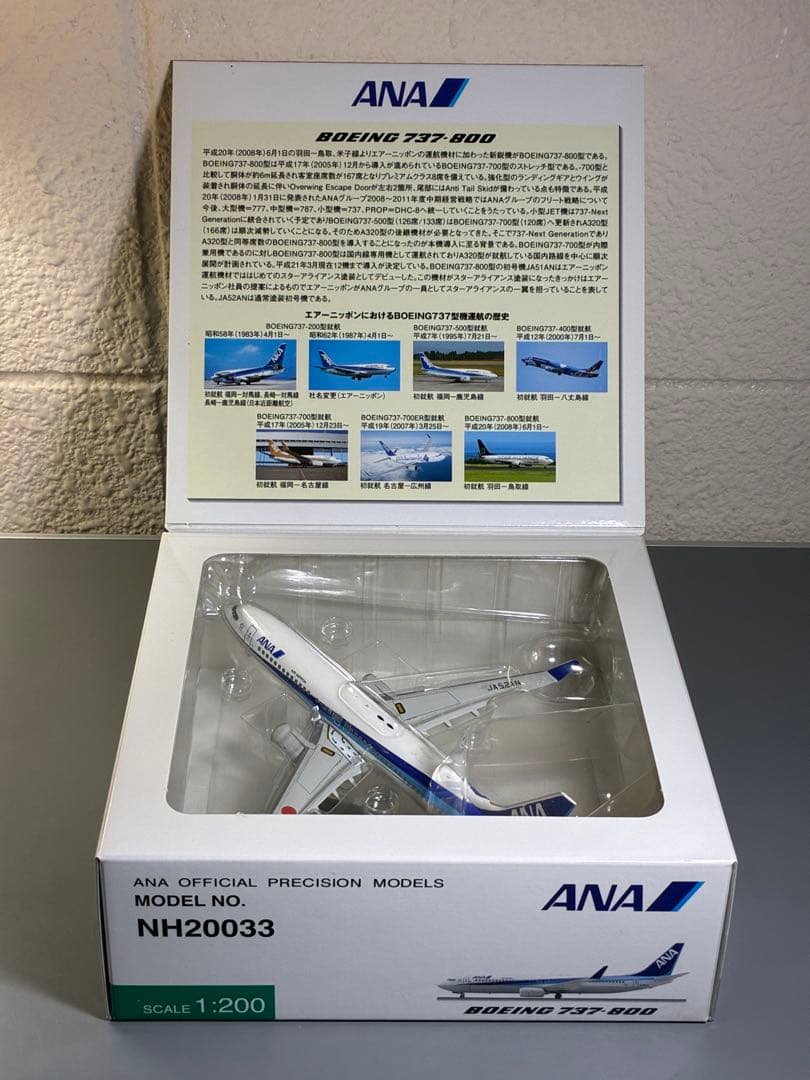 ANA
BOEING 737-800
平成20年(2008年)6月1日の羽田ー鳥取、米子線よりエアーニッポンの運航機材に加わった新鋭機がBOEING737-800型である。
BOEING737-800型は平成17年(2005年)12月から導入が進められているBOEING737-700型のストレッチ型である。-700型と
比較して胴体が約6m延長され客室座席数が167席となりプレミアムクラス8席を備えている。強化型のランディングギアとウイングが
装着され胴体の延長に伴いOverwing Escape Doorが左右2箇所、尾部にはAnti Tail Skidが備わっている点も特徴である。平成
20年(2008年)1月31日に発表されたANAグループ2008〜2011年度中期経営戦略ではANAグループのフリート戦略について
今後、大型機=777、中型機=787、小型機=737、PROP=DHC-8へ統一していくことをうたっている。小型JET機は737-Next
Generationに統合されていく予定でありBOEING737-500型(126席/133席)はBOEING737-700型(120席)へ更新されA320型
(166席)は順次減勢していくことになる。そのためA320型の後継機材が必要となってきた。そこで737-Next Generationであり
A320型と同等席数のBOEING737-800型を導入することになったのが本機導入に至る背景である。BOEING737-700型が内際
兼用機であるのに対しBOEING737-800型は国内線専用機として運航されておりA320型が就航している国内路線を中心に順次
展開が計画されている。平成21年3月現在12機まで導入が決定している。BOEING737-800型の初号機JA51ANはエアーニッポン
運航機材でははじめてのスターアライアンス塗装としてデビューした。この機材がスターアライアンス塗装になったきっかけはエアー
ニッポン社員の提案によるものでエアーニッポンがANAグループの一員としてスターアライアンスの一翼を担っていることを表してい
る。JA52ANは通常塗装初号機である。
エアーニッポンにおけるBOEING737型機運航の歴史
BOEING737-200型就航
昭和58年(1983年)4月1日〜
初就航 福岡ー対馬線、長崎ー対馬線
長崎ー鹿児島線(日本近距離航空)
昭和62年(1987年)4月1日〜
社名変更(エアーニッポン)
BOEING737-500型就航
平成7年(1995年)7月21日〜
初就航 福岡ー鹿児島線
BOEING737-400型就航
平成12年(2000年)7月1日〜
初就航 羽田ー八丈島線
BOEING737-700型就航
平成17年(2005年)12月23日〜
初就航 福岡ー名古屋線
BOEING737-700ER型就航
平成19年(2007年)3月25日〜
初就航 名古屋ー広州線
BOEING737-800型就航
平成20年(2008年)6月1日〜
初就航 羽田ー鳥取線
ANA
JA52AN
ANA
ANA OFFICIAL PRECISION MODELS
MODEL NO.
NH20033
SCALE 1:200
ANA
ANA
ANA
BOEING 737-800